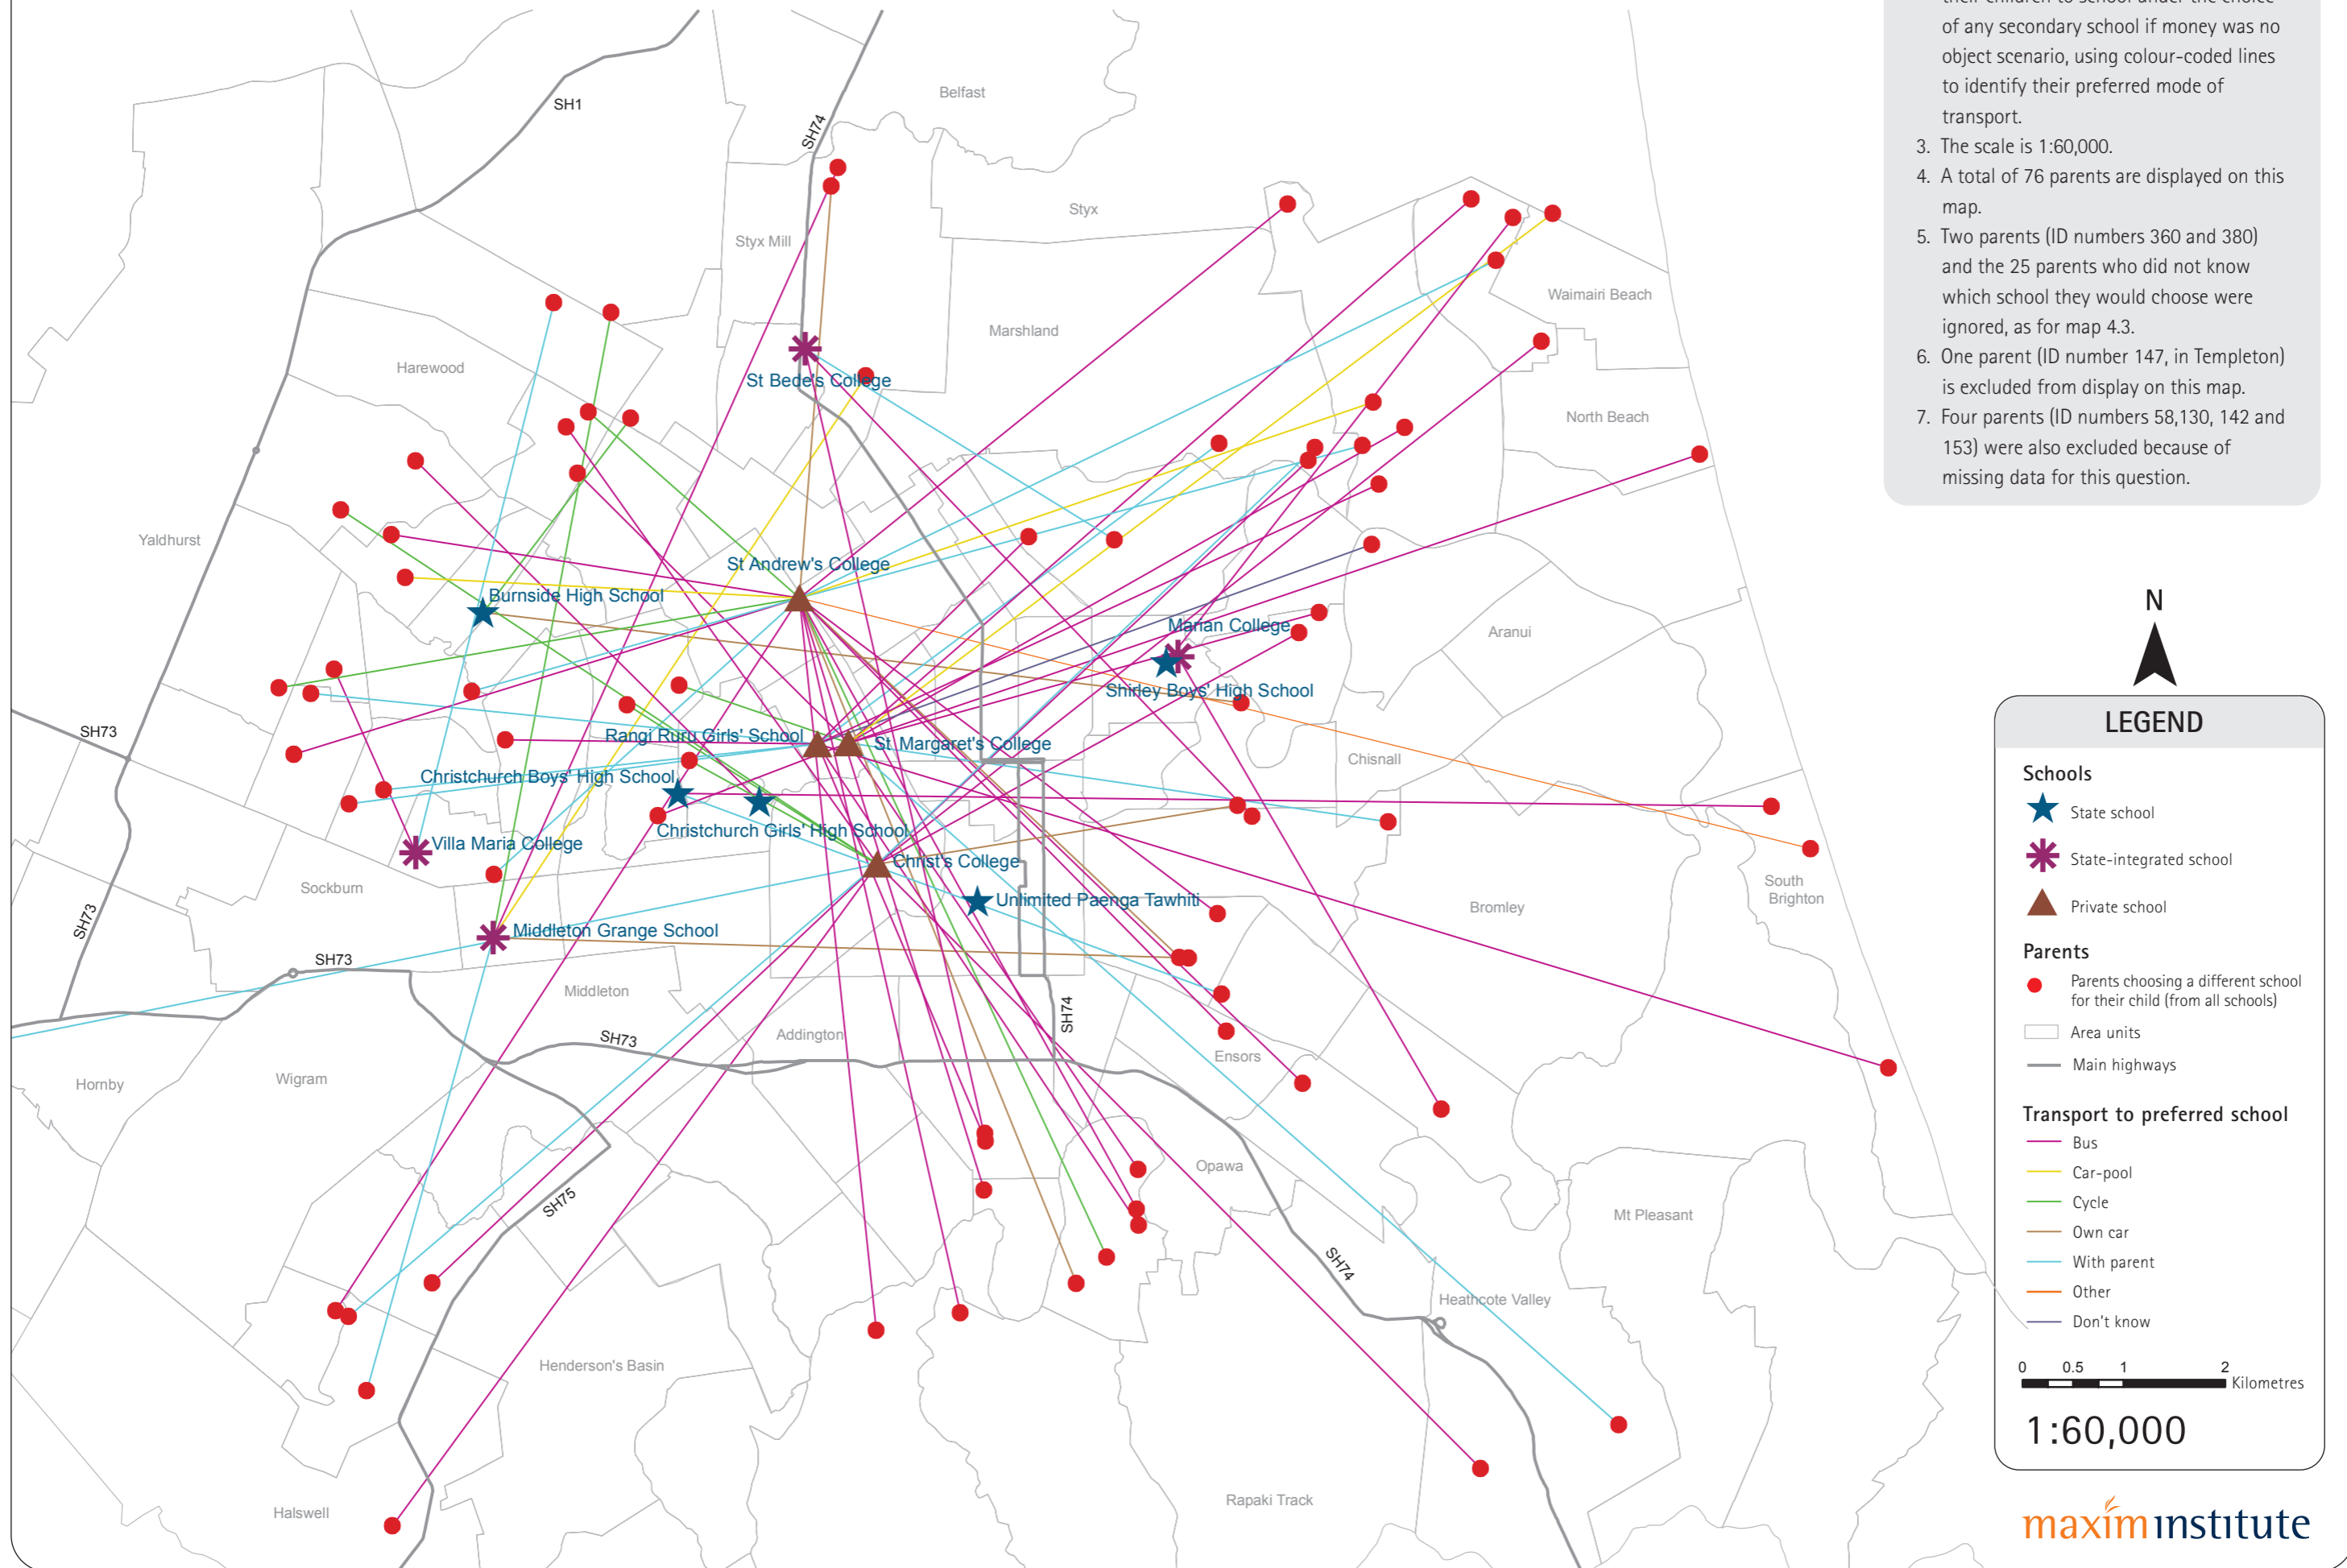 their children to school under the choice
of any secondary school if money was no
object scenario, using colour-coded lines
to identify their preferred mode of
transport.
3. The scale is 1:60,000.
4. A total of 76 parents are displayed on this
map.
5. Two parents (ID numbers 360 and 380)
and the 25 parents who did not know
which school they would choose were
ignored, as for map 4.3.
6. One parent (ID number 147, in Templeton)
is excluded from display on this map.
7. Four parents (ID numbers 58,130, 142 and
153) were also excluded because of
missing data for this question.
Belfast
SH1
SH74
Styx
Styx Mill
Waimairi Beach
Marshland
Harewood
St Bede's College
North Beach
Yaldhurst
St Andrew's College
Burnside High School
Marian College
Aranui
Shirley Boys' High School
SH73
Rangi Ruru Girls' School
St Margaret's College
Chisnall
Christchurch Boys' High School
Christchurch Girls' High School
Villa Maria College
Christ's College
Sockburn
South
Brighton
Unlimited Paenga Tawhiti
Bromley
SH73
Middleton Grange School
SH73
Middleton
SH74
Addington
SH73
Ensors
Hornby
Wigram
Opawa
SH75
Mt Pleasant
SH74
Heathcote Valley
Henderson's Basin
Rapaki Track
Halswell
N
LEGEND
Schools
State school
State-integrated school
Private school
Parents
Parents choosing a different school
for their child (from all schools)
Area units
Main highways
Transport to preferred school
Bus
Car-pool
Cycle
Own car
With parent
Other
Don't know
0 0.5 1 2
Kilometres
1:60,000
maxim institute